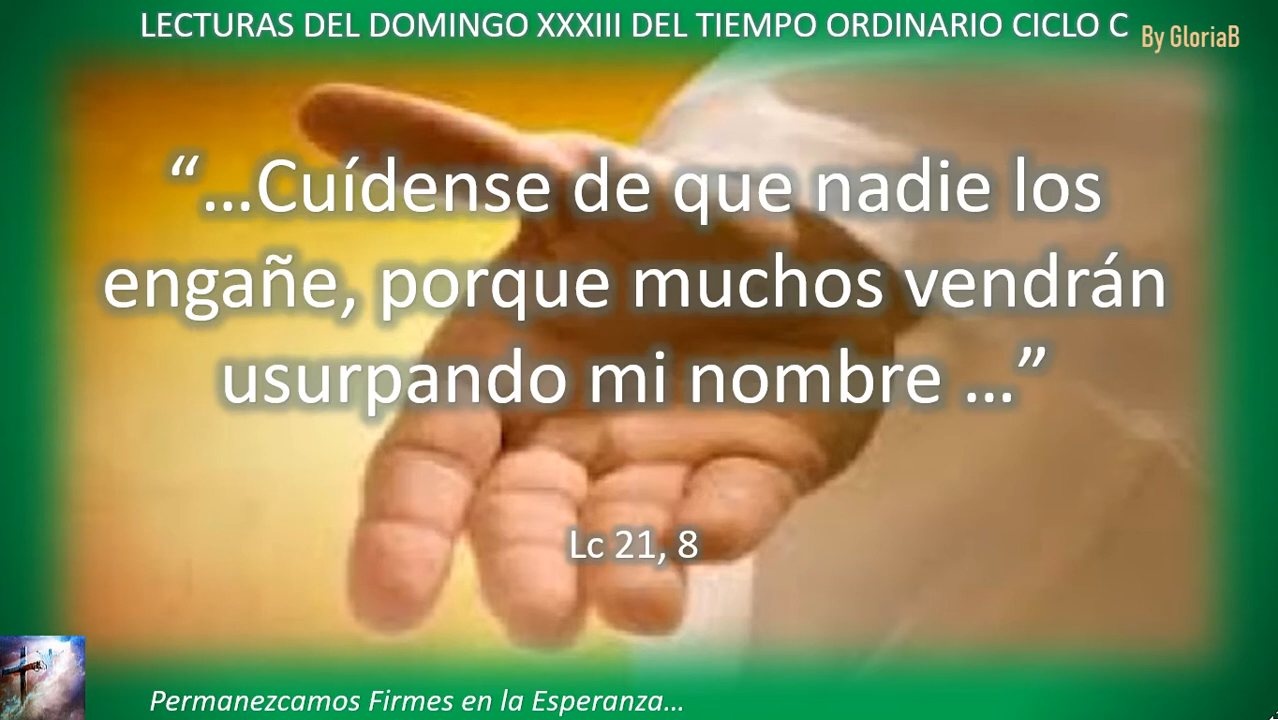 LECTURAS DEL DOMINGO XXXIII DEL TIEMPO ORDINARIO CICLO C
By GloriaB
“…Cuídense de que nadie los
engañe, porque muchos vendrán
usurpando mi nombre …”
Lc 21, 8
Permanezcamos Firmes en la Esperanza…